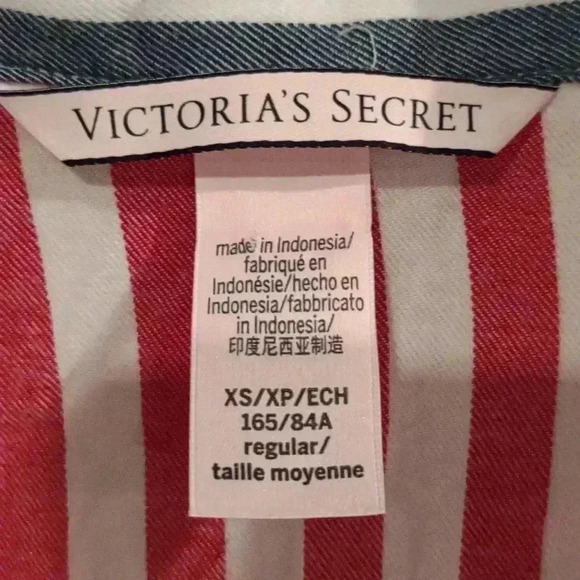 VICTORIA'S SECRET
made in Indonesia/
fabriqué en
Indonésie/hecho en
Indonesia/fabbricato
in Indonesia/
印度尼西亚制造
XS/XP/ECH
165/84A
regular/
taille moyenne